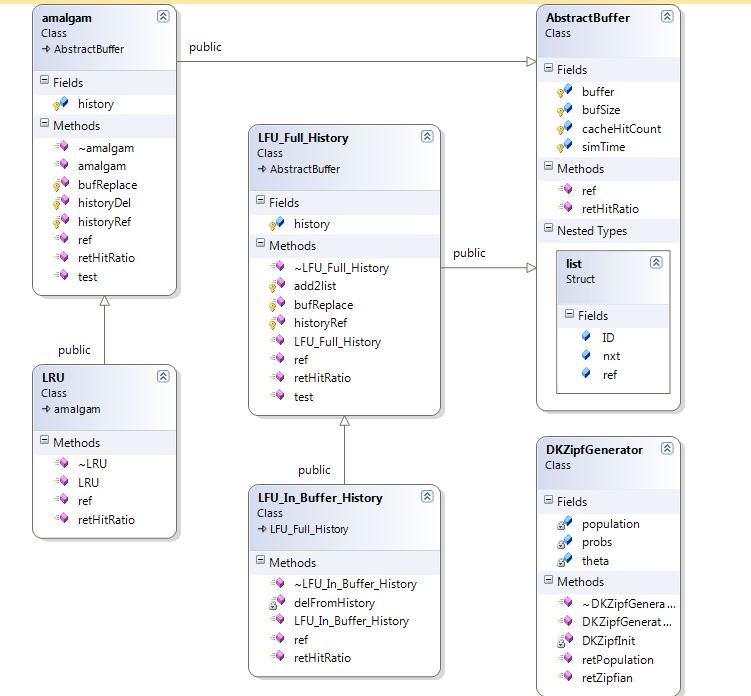 amalgam
Class
AbstractBuffer
Fields
history
Methods
~amalgam
amalgam
bufReplace
historyDel
historyRef
ref
retHitRatio
test
public
AbstractBuffer
Class
Fields
buffer
bufSize
cacheHitCount
simTime
Methods
ref
retHitRatio
Nested Types
list
Struct
Fields
ID
nxt
ref
LFU_Full_History
Class
AbstractBuffer
Fields
history
Methods
~LFU_Full_History
add2list
bufReplace
historyRef
LFU_Full_History
ref
retHitRatio
test
public
public
LRU
Class
amalgam
Methods
~LRU
LRU
ref
retHitRatio
public
LFU_In_Buffer_History
Class
LFU_Full_History
Methods
~LFU_In_Buffer_History
delFromHistory
LFU_In_Buffer_History
ref
retHitRatio
DKZipfGenerator
Class
Fields
population
probs
theta
Methods
~DKZipfGenera...
DKZipfGenerat...
DKZipfInit
retPopulation
retZipfian